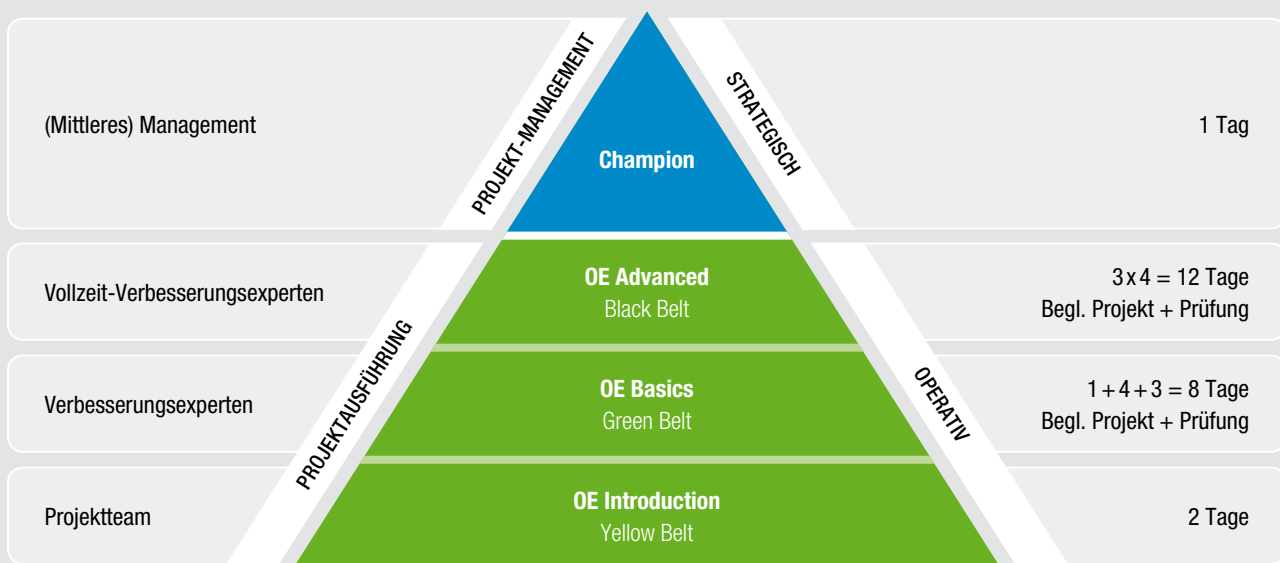 PROJEKT-MANAGEMENT
STRATEGISCH
(Mittleres) Management
Champion
1 Tag
PROJEKTAUSFÜHRUNG
OPERATIV
Vollzeit-Verbesserungsexperten
OE Advanced
Black Belt
3 x 4 = 12 Tage
Begl. Projekt + Prüfung
Verbesserungsexperten
OE Basics
Green Belt
1 + 4 + 3 = 8 Tage
Begl. Projekt + Prüfung
Projektteam
OE Introduction
Yellow Belt
2 Tage